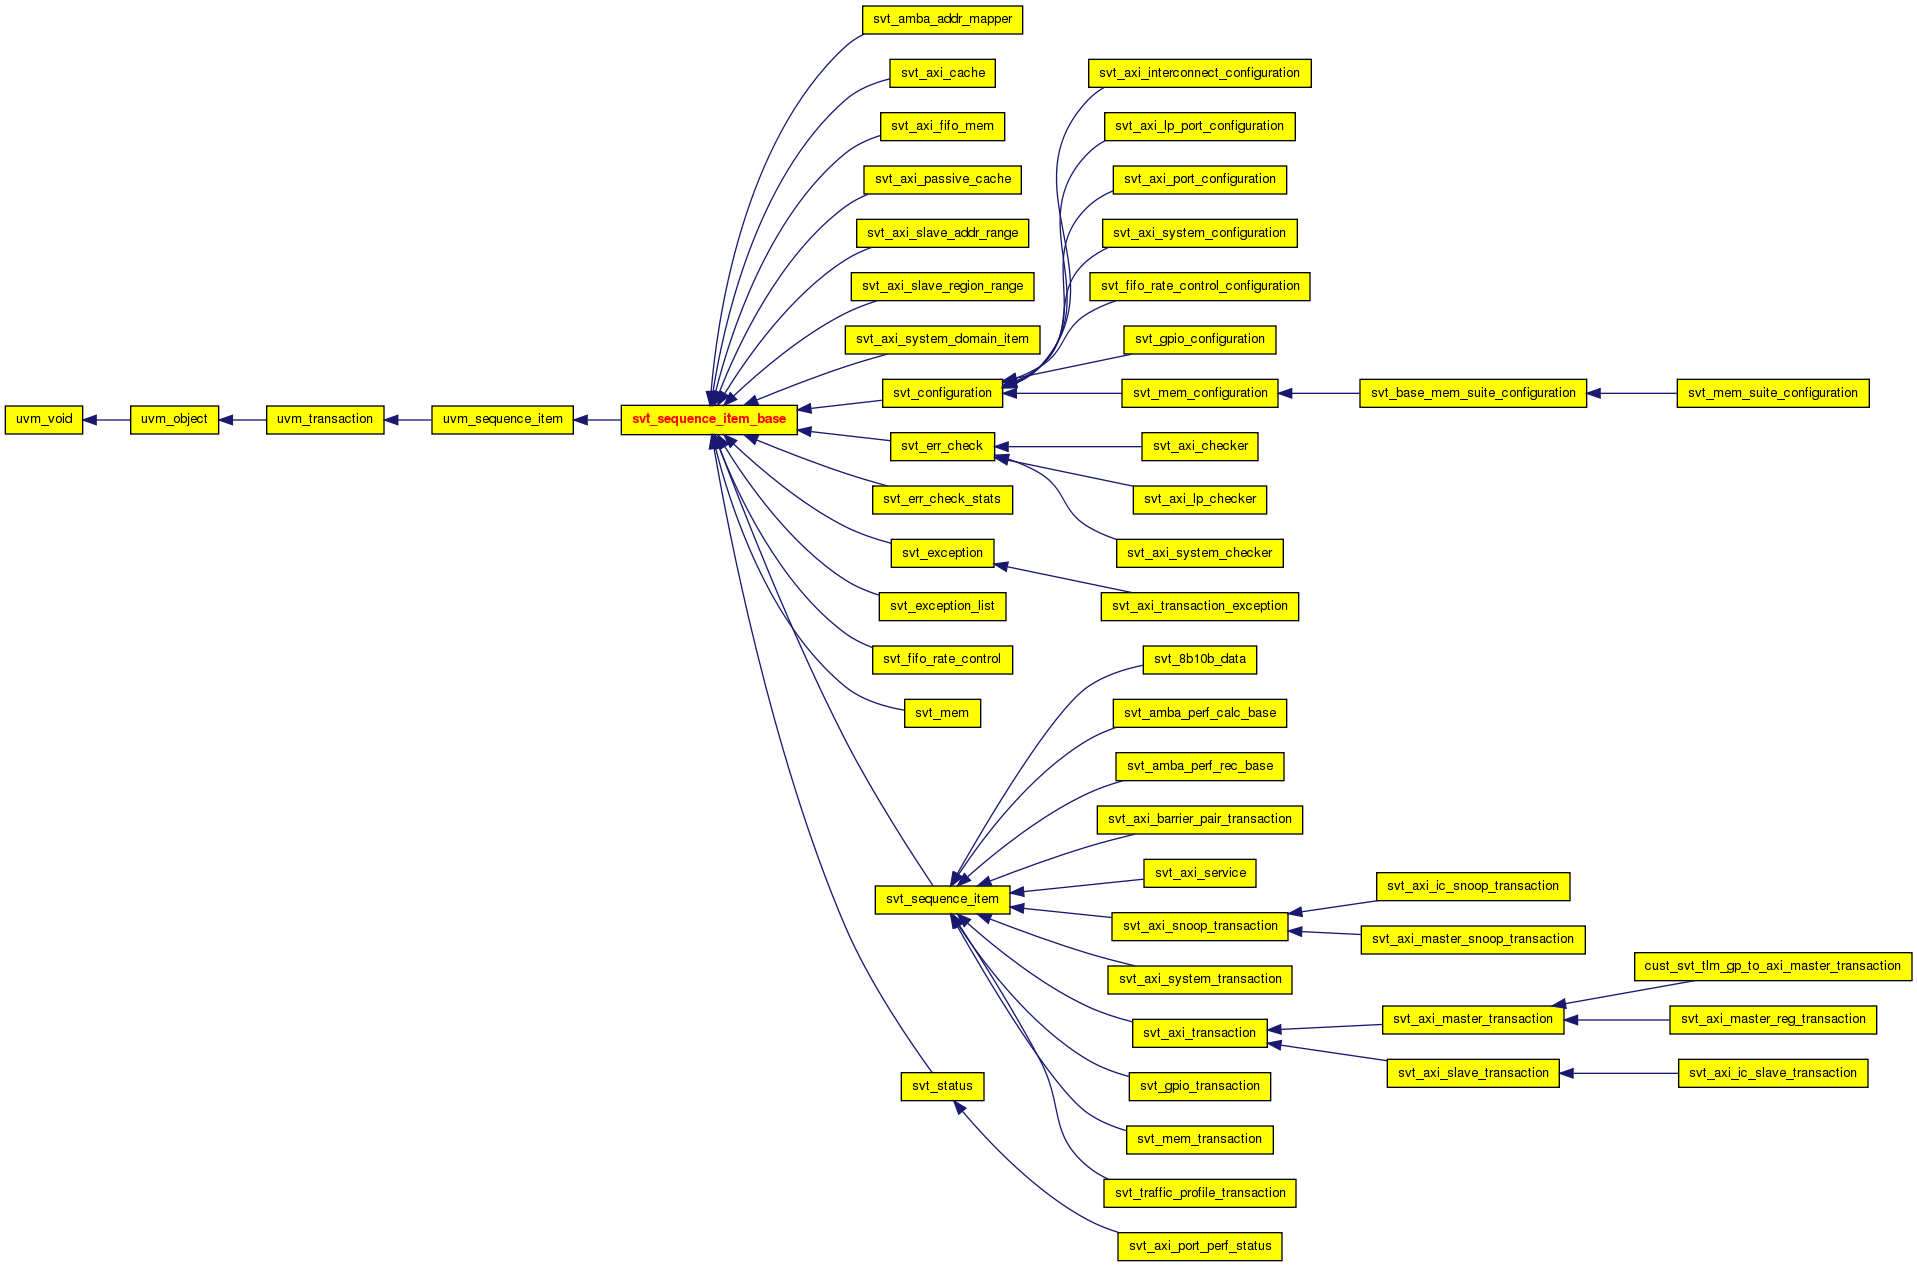 svt_amba_addr_mapper
svt_axi_cache
svt_axi_interconnect_configuration
svt_axi_fifo_mem
svt_axi_lp_port_configuration
svt_axi_passive_cache
svt_axi_port_configuration
svt_axi_slave_addr_range
svt_axi_system_configuration
svt_axi_slave_region_range
svt_fifo_rate_control_configuration
svt_axi_system_domain_item
svt_gpio_configuration
svt_configuration
svt_mem_configuration
svt_base_mem_suite_configuration
svt_mem_suite_configuration
uvm_void
uvm_object
uvm_transaction
uvm_sequence_item
svt_sequence_item_base
svt_err_check
svt_axi_checker
svt_err_check_stats
svt_axi_lp_checker
svt_exception
svt_axi_system_checker
svt_exception_list
svt_axi_transaction_exception
svt_fifo_rate_control
svt_8b10b_data
svt_mem
svt_amba_perf_calc_base
svt_amba_perf_rec_base
svt_axi_barrier_pair_transaction
svt_axi_service
svt_axi_ic_snoop_transaction
svt_sequence_item
svt_axi_snoop_transaction
svt_axi_master_snoop_transaction
svt_axi_system_transaction
cust_svt_tlm_gp_to_axi_master_transaction
svt_axi_transaction
svt_axi_master_transaction
svt_axi_master_reg_transaction
svt_axi_slave_transaction
svt_axi_ic_slave_transaction
svt_status
svt_gpio_transaction
svt_mem_transaction
svt_traffic_profile_transaction
svt_axi_port_perf_status